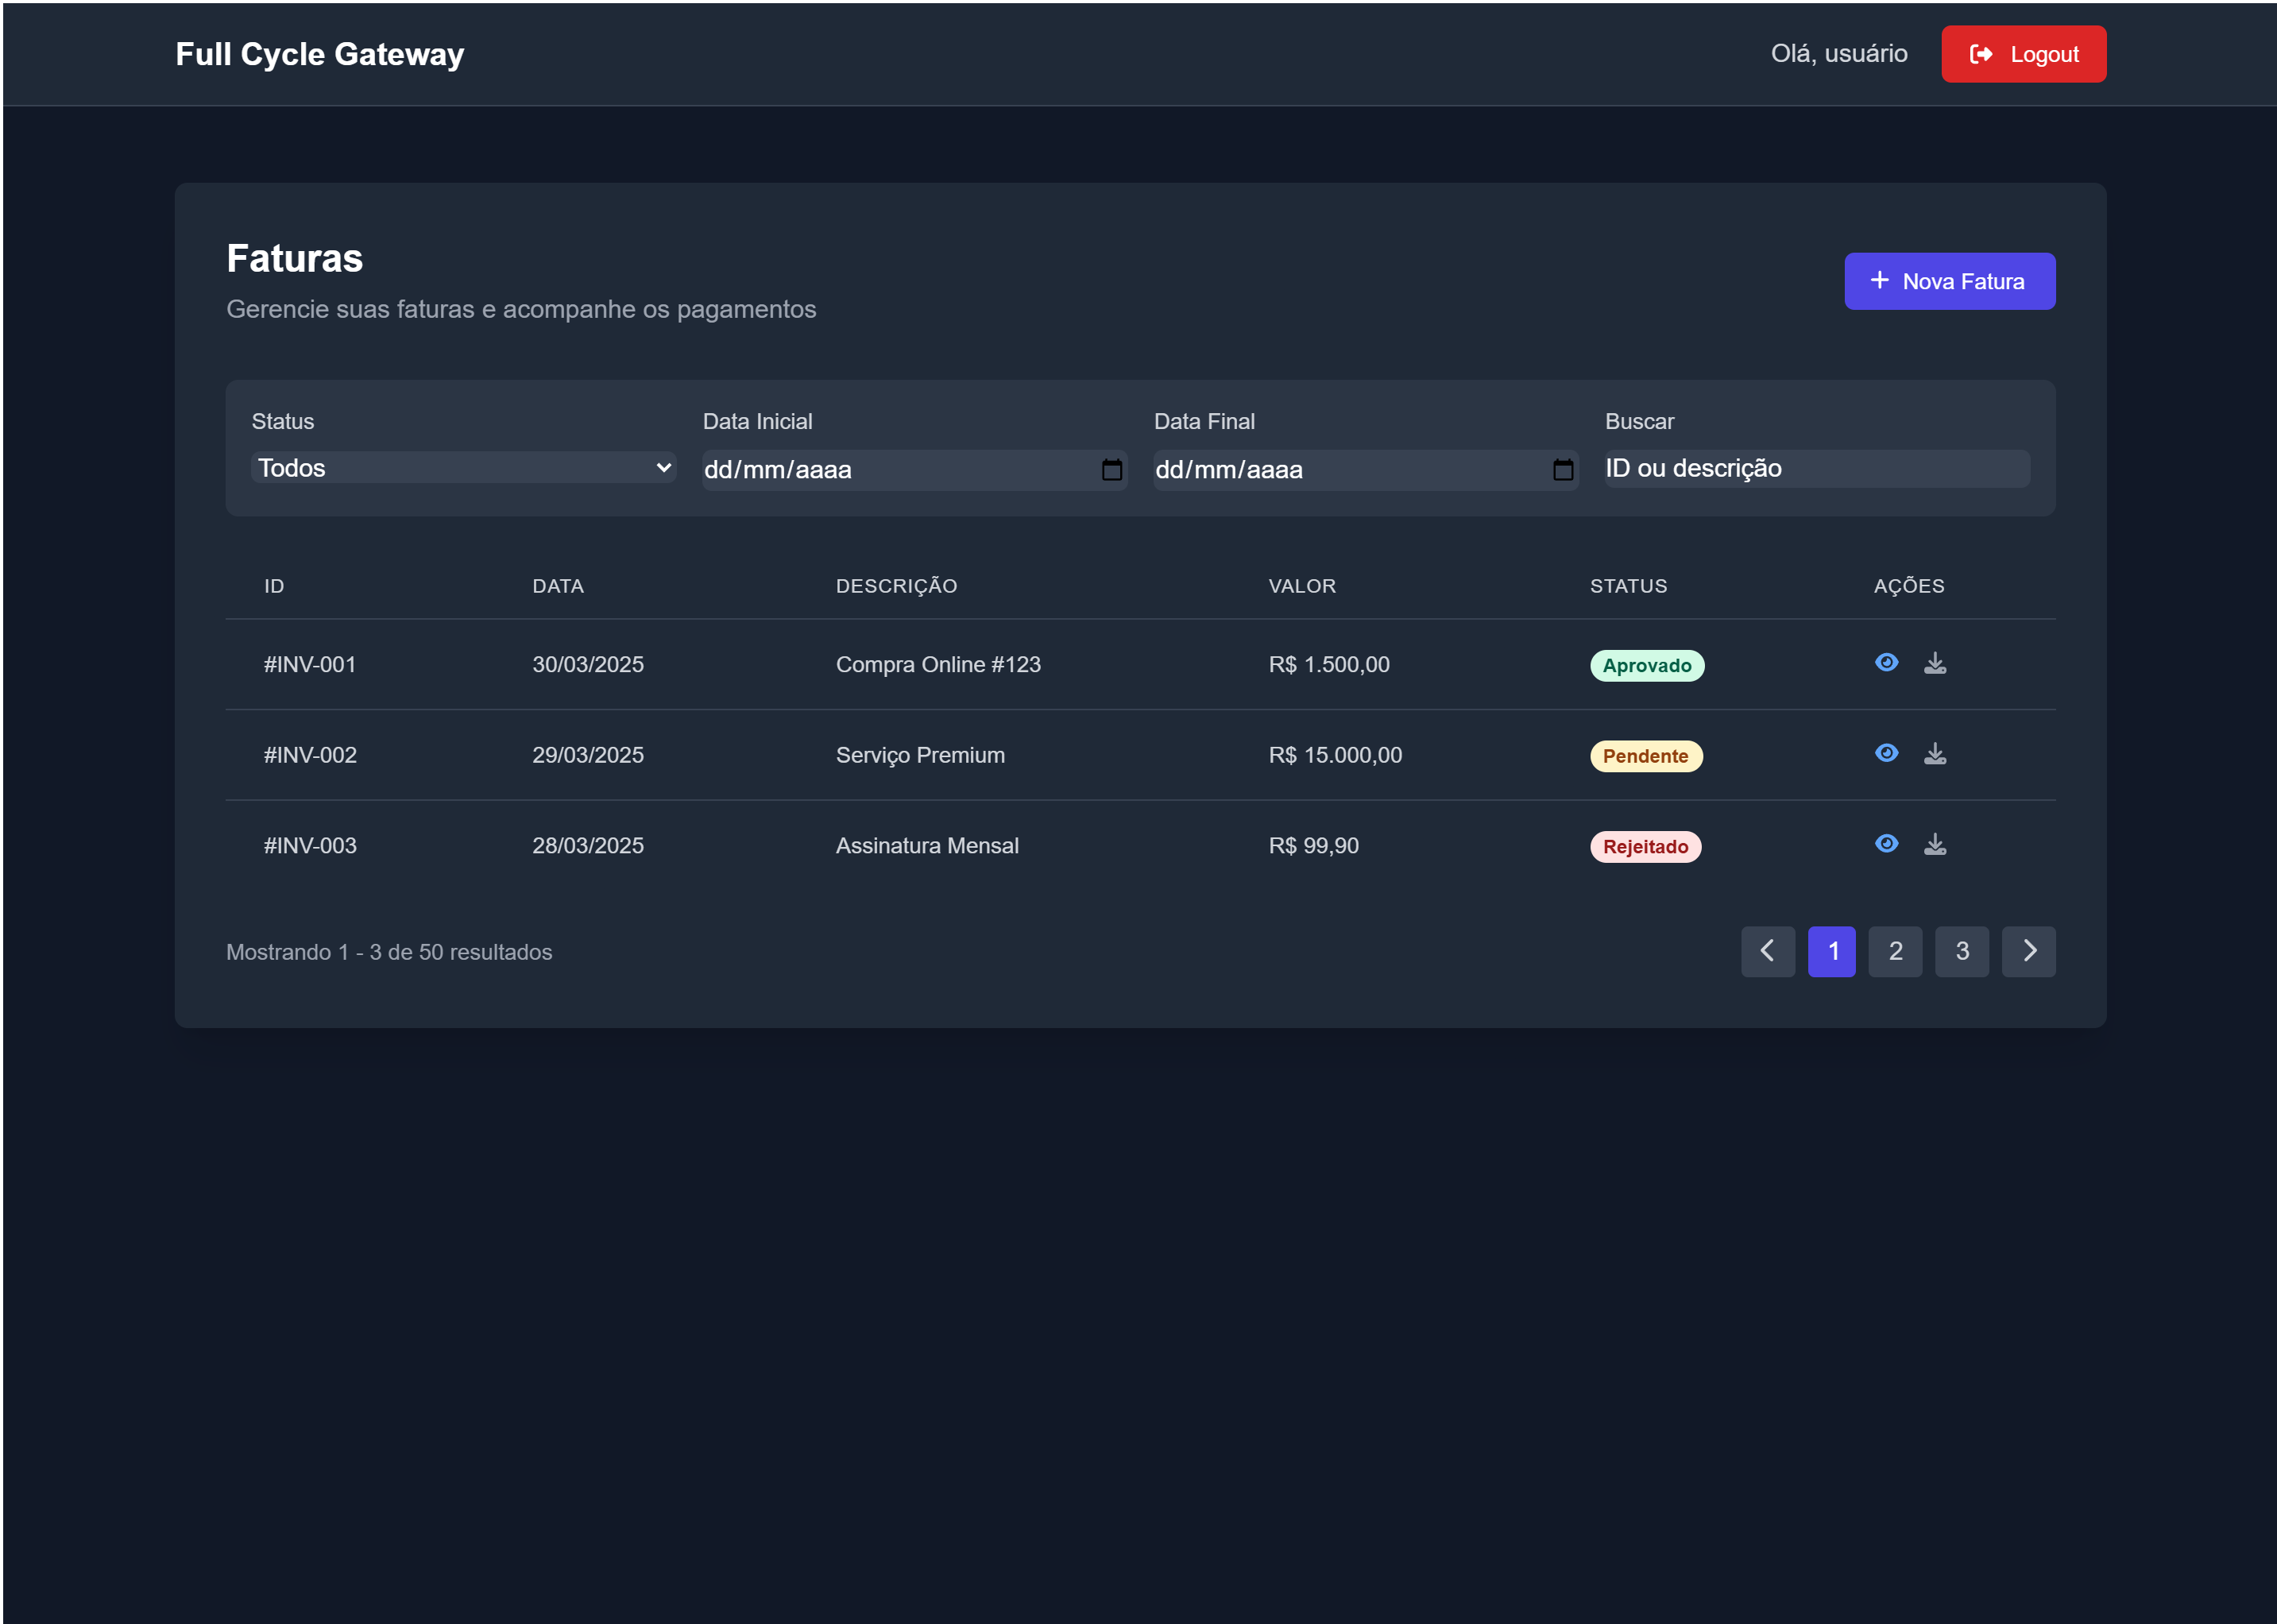 Full Cycle Gateway
Olá, usuário
Logout
Faturas
Gerencie suas faturas e acompanhe os pagamentos
Nova Fatura
Status Data Inicial Data Final Buscar
Todos dd/mm/aaaa dd/mm/aaaa ID ou descrição
ID DATA DESCRIÇÃO VALOR STATUS AÇÕES
#INV-001 30/03/2025 Compra Online #123 R$ 1.500,00 Aprovado
#INV-002 29/03/2025 Serviço Premium R$ 15.000,00 Pendente
#INV-003 28/03/2025 Assinatura Mensal R$ 99,90 Rejeitado
Mostrando 1 - 3 de 50 resultados
1 2 3